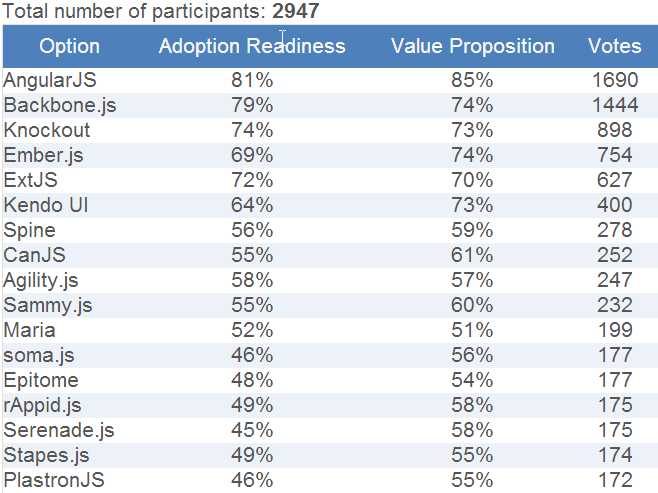 Total number of participants: 2947
Option Adoption Readiness Value Proposition Votes
AngularJS 81% 85% 1690
Backbone.js 79% 74% 1444
Knockout 74% 73% 898
Ember.js 69% 74% 754
ExtJS 72% 70% 627
Kendo UI 64% 73% 400
Spine 56% 59% 278
CanJS 55% 61% 252
Agility.js 58% 57% 247
Sammy.js 55% 60% 232
Maria 52% 51% 199
soma.js 46% 56% 177
Epitome 48% 54% 177
rAppid.js 49% 58% 175
Serenade.js 45% 58% 175
Stapes.js 49% 55% 174
PlastronJS 46% 55% 172